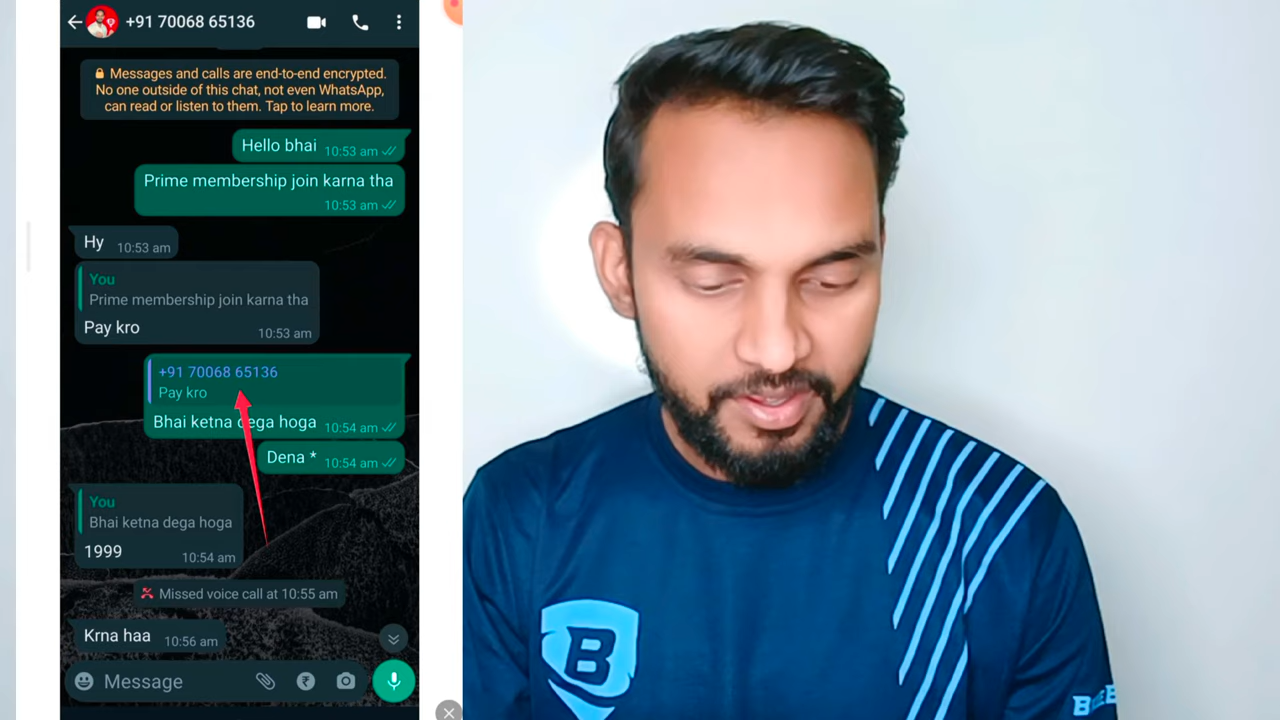 +91 70068 65136
Messages and calls are end-to-end encrypted.
No one outside of this chat, not even WhatsApp,
can read or listen to them. Tap to learn more.
Hello bhai 10:53 am
Prime membership join karna tha
10:53 am
Hy 10:53 am
You
Prime membership join karna tha
Pay kro 10:53 am
+91 70068 65136
Pay kro
Bhai ketna dega hoga 10:54 am
Dena * 10:54 am
You
Bhai ketna dega hoga
1999 10:54 am
Missed voice call at 10:55 am
Krna haa 10:56 am
Message
B